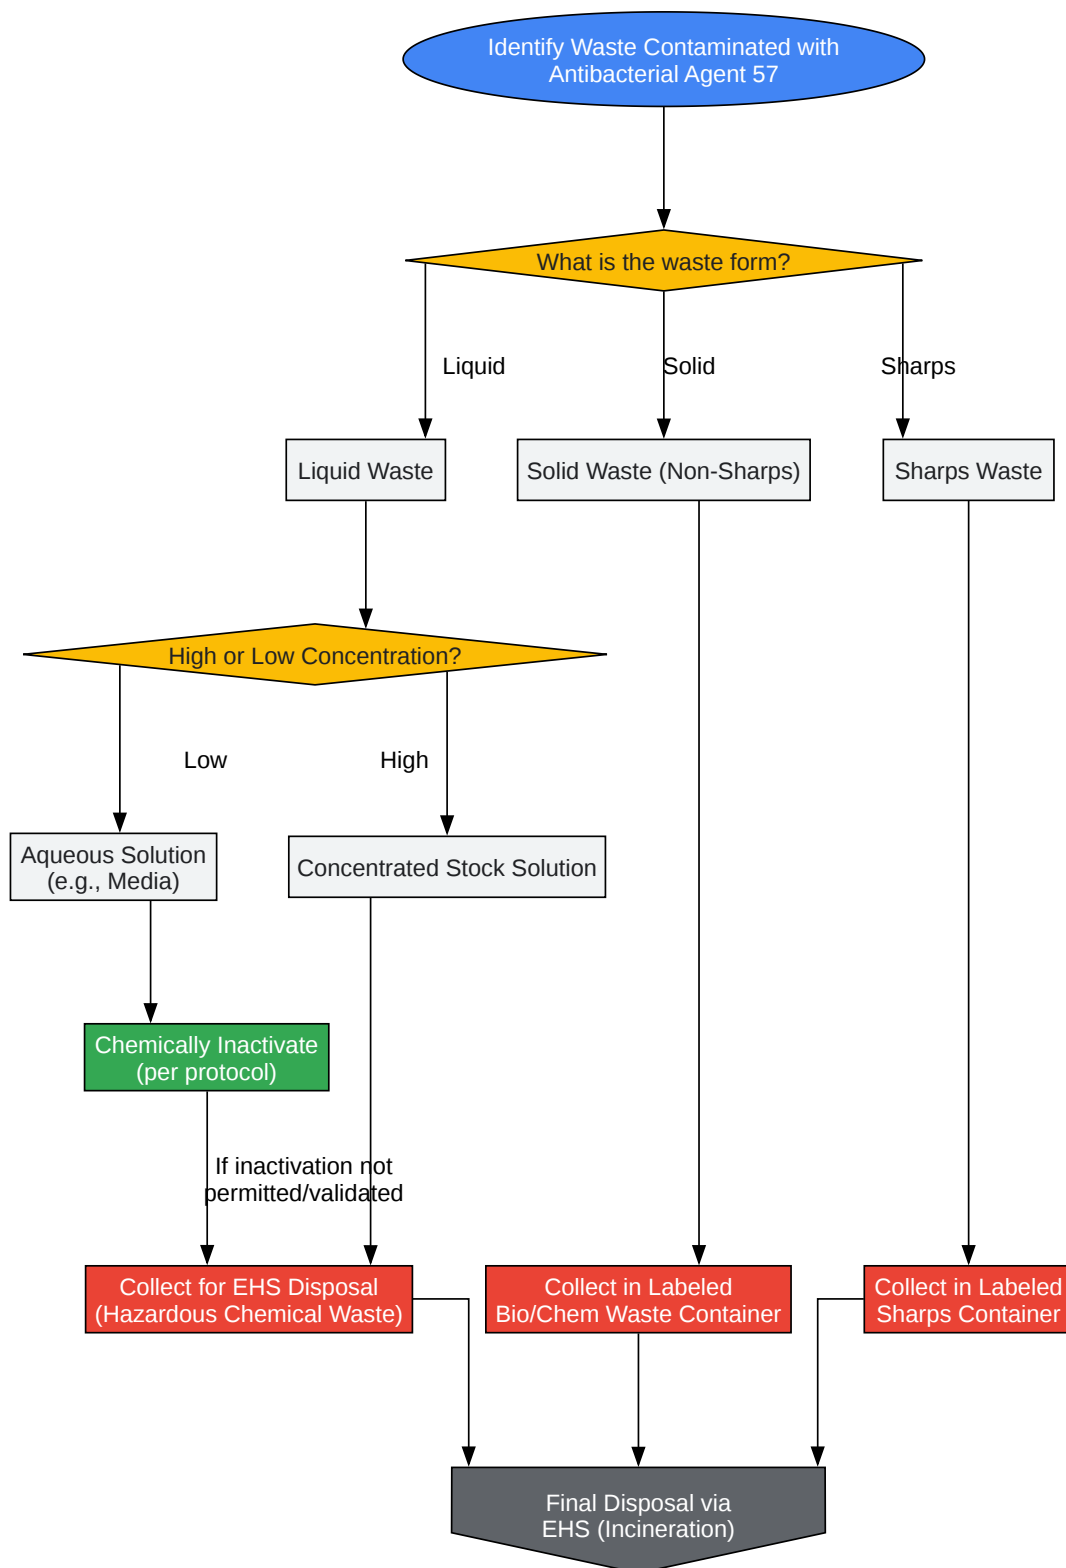 Identify Waste Contaminated with
Antibacterial Agent 57
What is the waste form?
Liquid
Solid
Sharps
Liquid Waste
Solid Waste (Non-Sharps)
Sharps Waste
High or Low Concentration?
Low
High
Aqueous Solution
(e.g., Media)
Concentrated Stock Solution
Chemically Inactivate
(per protocol)
If inactivation not
permitted/validated
Collect for EHS Disposal
(Hazardous Chemical Waste)
Collect in Labeled
Bio/Chem Waste Container
Collect in Labeled
Sharps Container
Final Disposal via
EHS (Incineration)